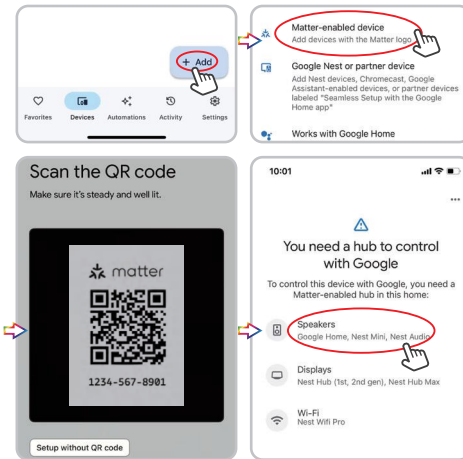 + Add
Favorites
Devices
Automations
Activity
Settings
Matter-enabled device
Add devices with the Matter logo
Google Nest or partner device
Add Nest devices, Chromecast, Google
Assistant-enabled devices, or partner devices
labeled "Seamless Setup with the Google
Home app"
Works with Google Home
Scan the QR code
Make sure it's steady and well lit.
matter
1234-567-8901
Setup without QR code
10:01
You need a hub to control
with Google
To control this device with Google, you need a
Matter-enabled hub in this home:
Speakers
Google Home, Nest Mini, Nest Audio
Displays
Nest Hub (1st, 2nd gen), Nest Hub Max
Wi-Fi
Nest Wifi Pro